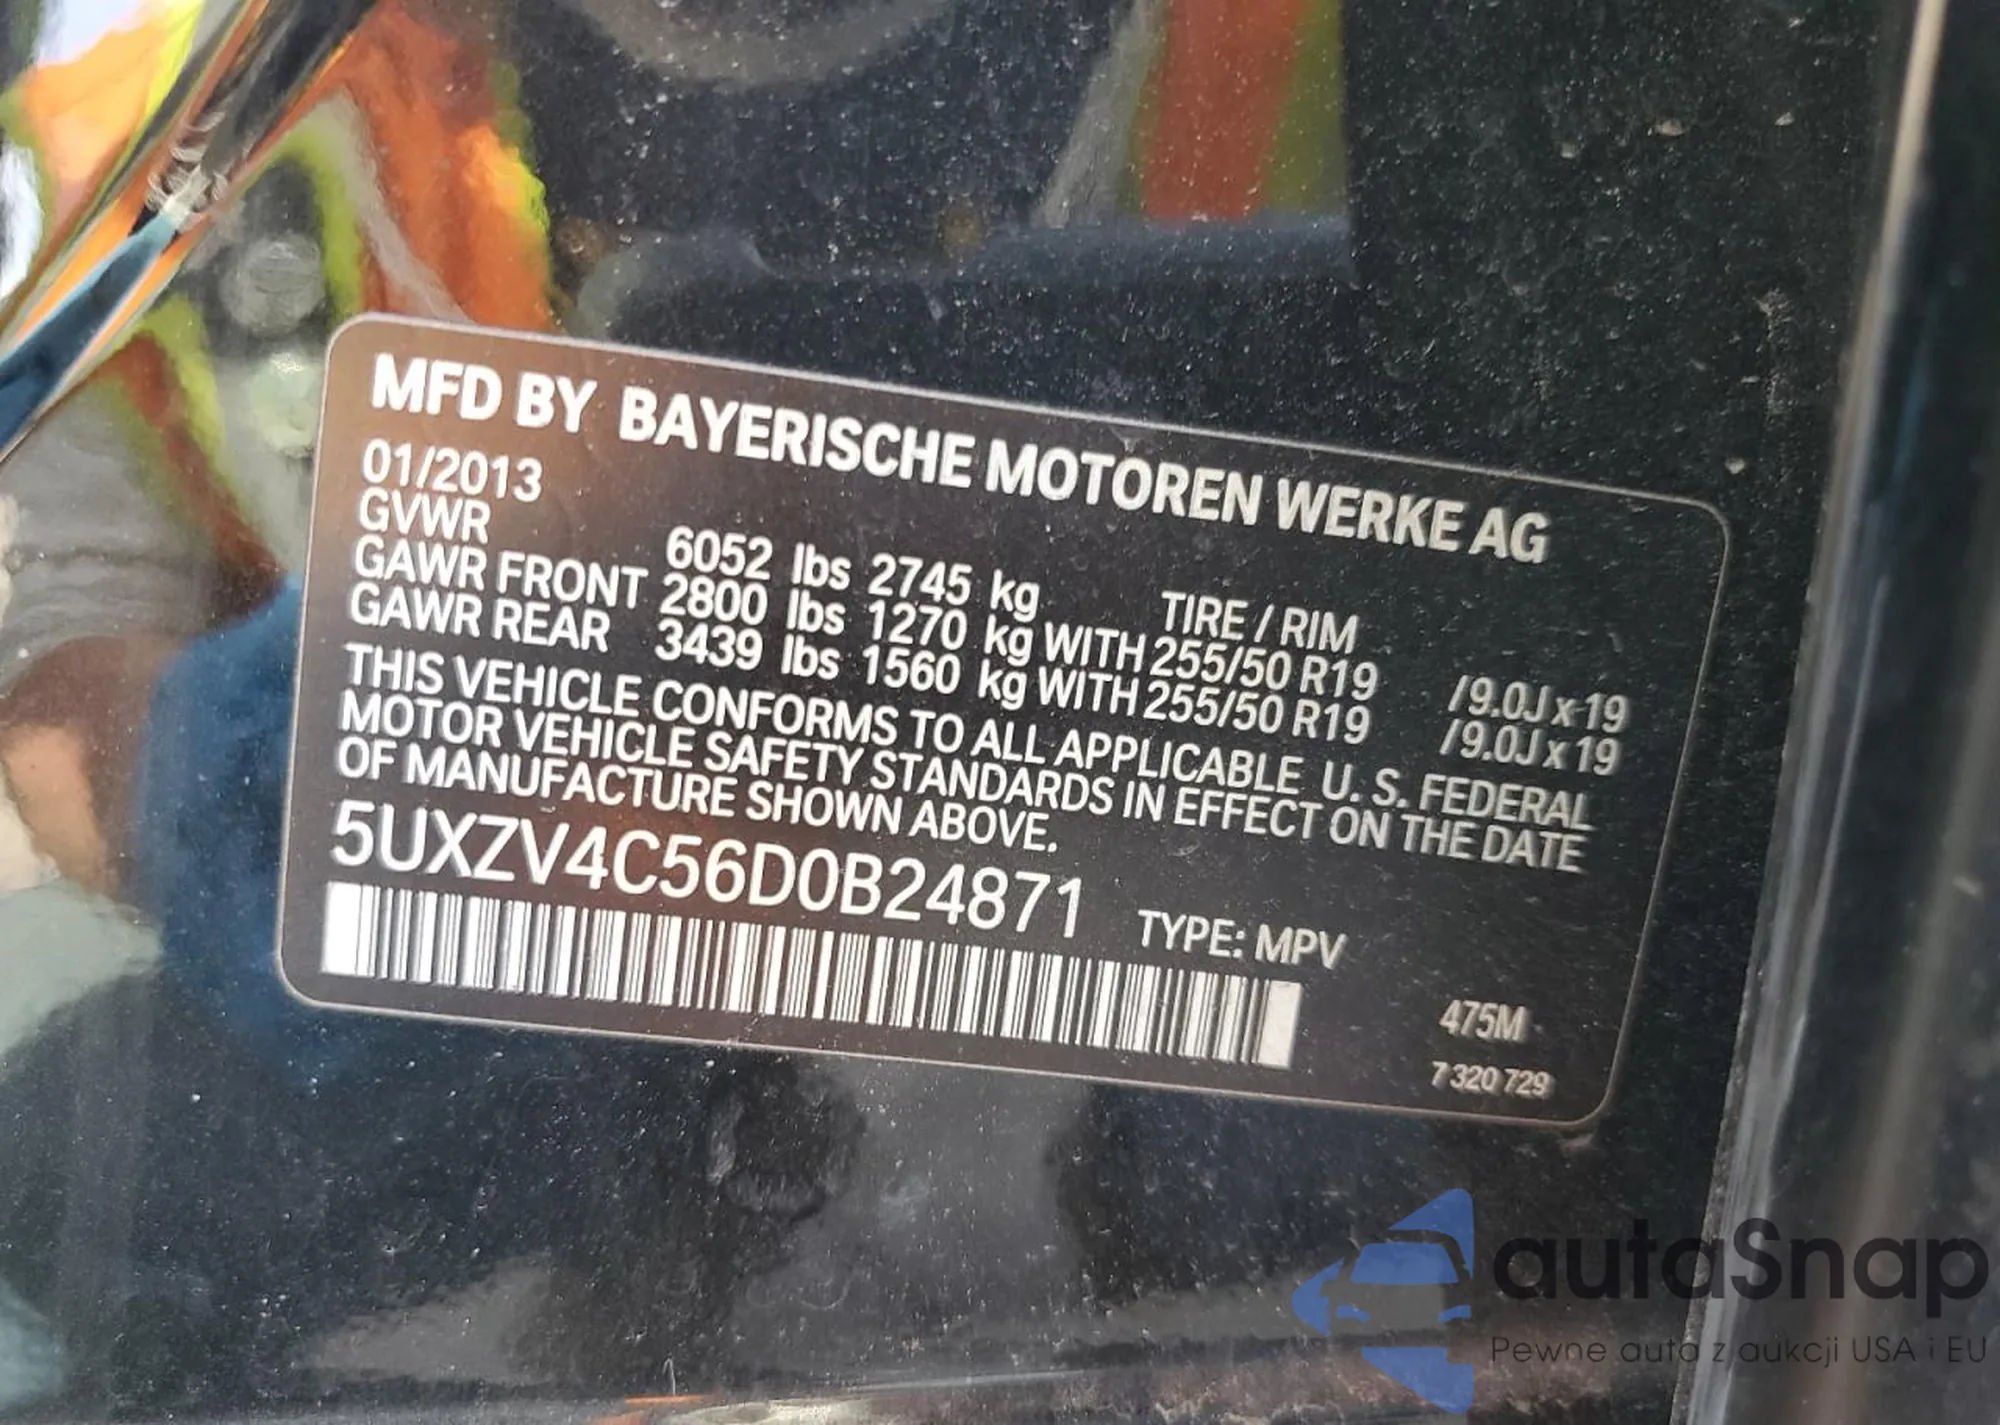 MFD BY BAYERISCHE MOTOREN WERKE AG
01/2013
GVWR 6052 lbs 2745 kg TIRE / RIM
GAWR FRONT 2800 lbs 1270 kg WITH 255/50 R19 /9.0J x 19
GAWR REAR 3439 lbs 1560 kg WITH 255/50 R19 /9.0J x 19
THIS VEHICLE CONFORMS TO ALL APPLICABLE U. S. FEDERAL
MOTOR VEHICLE SAFETY STANDARDS IN EFFECT ON THE DATE
OF MANUFACTURE SHOWN ABOVE.
5UXZV4C56D0B24871 TYPE: MPV
475M
7 320 729
autaSnap
Pewne auta z aukcji USA i EU